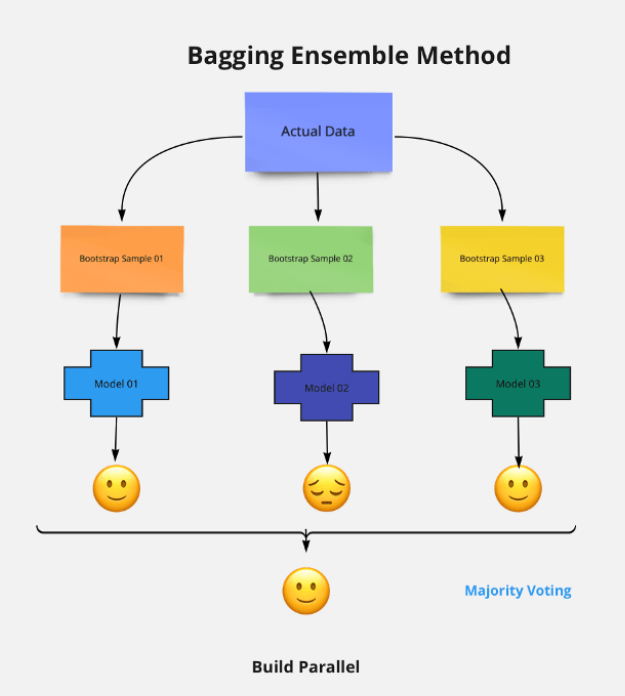 Bagging Ensemble Method
Actual Data
Bootstrap Sample 01
Bootstrap Sample 02
Bootstrap Sample 03
Model 01
Model 02
Model 03
Majority Voting
Build Parallel